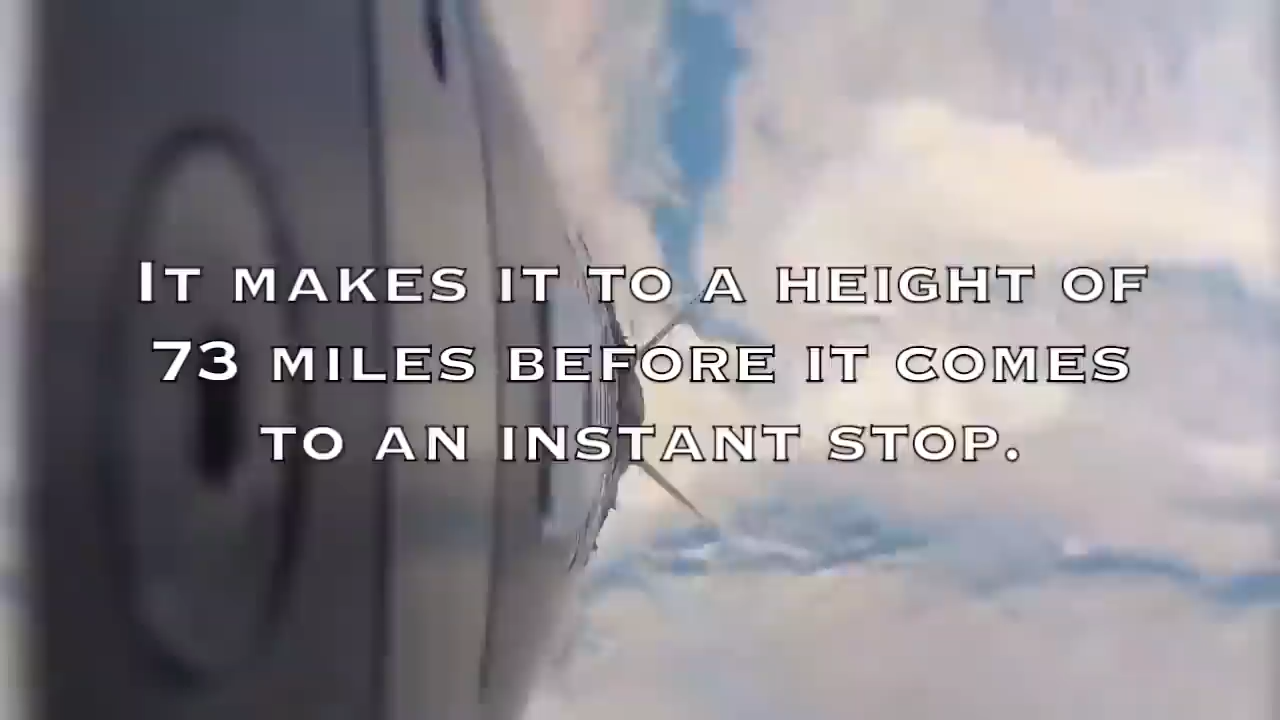 It makes it to a height of
73 miles before it comes
to an instant stop.